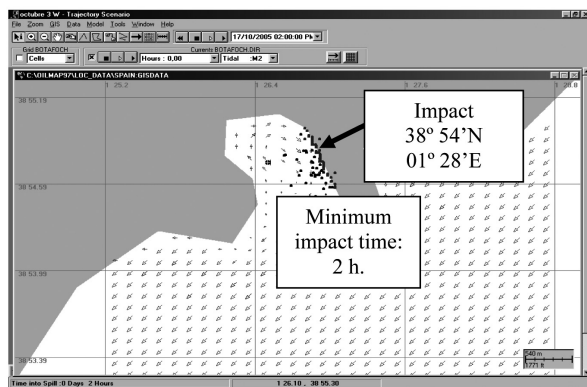 octubre 3 W - Trajectory Scenario
File Zoom GIS Data Model Tools Window Help
17/10/2005 02:00:00 PM
Grid BOTAFOCH
Currents BOTAFOCH.DIR
Cells
Hours : 0,00
Tidal :M2
C:\OILMAP97\LOC_DATA\SPAIN:GISDATA
1 25.2
1 26.4
1 27.6
1 28.8
38 55.19
38 54.59
38 53.99
38 53.39
Impact
38º 54’N
01º 28’E
Minimum
impact time:
2 h.
540 m
1771 ft
Time into Spill :0 Days 2 Hours
1 26.10 , 38 55.30